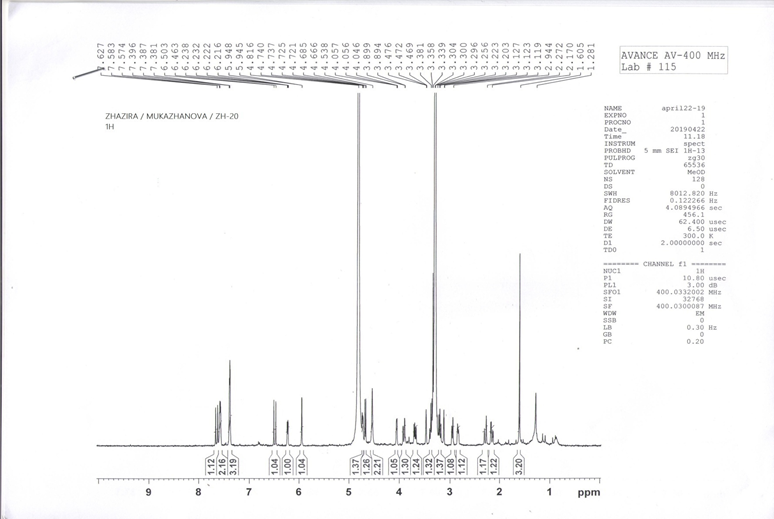 7.627 7.583 7.574 7.396 7.387 7.381 6.503 6.463 6.238 6.232 6.222 6.216 5.948 5.945 4.816 4.740 4.737 4.725 4.721 4.685 4.666 4.538 4.057 4.056 4.046 3.899 3.894 3.476 3.472 3.469 3.381 3.358 3.339 3.304 3.300 3.296 3.256 3.223 3.203 3.127 3.123 3.119 2.944 2.272 2.170 1.605 1.281
AVANCE AV-400 MHz
Lab # 115
ZHAZIRA / MUKAZHANOVA / ZH-20
1H
NAME april22-19
EXPNO 1
PROCNO 1
Date_ 20190422
Time 11.18
INSTRUM spect
PROBHD 5 mm SEI 1H-13
PULPROG zg30
TD 65536
SOLVENT MeOD
NS 128
DS 0
SWH 8012.820 Hz
FIDRES 0.122266 Hz
AQ 4.0894966 sec
RG 456.1
DW 62.400 usec
DE 6.50 usec
TE 300.0 K
D1 2.00000000 sec
TD0 1
======== CHANNEL f1 ========
NUC1 1H
P1 10.80 usec
PL1 3.00 dB
SFO1 400.0332002 MHz
SI 32768
SF 400.0300087 MHz
WDW EM
SSB 0
LB 0.30 Hz
GB 0
PC 0.20
1.12 2.16 3.19 1.04 1.00 1.04 1.37 1.26 2.21 1.05 1.30 1.24 1.32 1.37 1.08 1.12 1.17 1.22 3.20
9 8 7 6 5 4 3 2 1 ppm